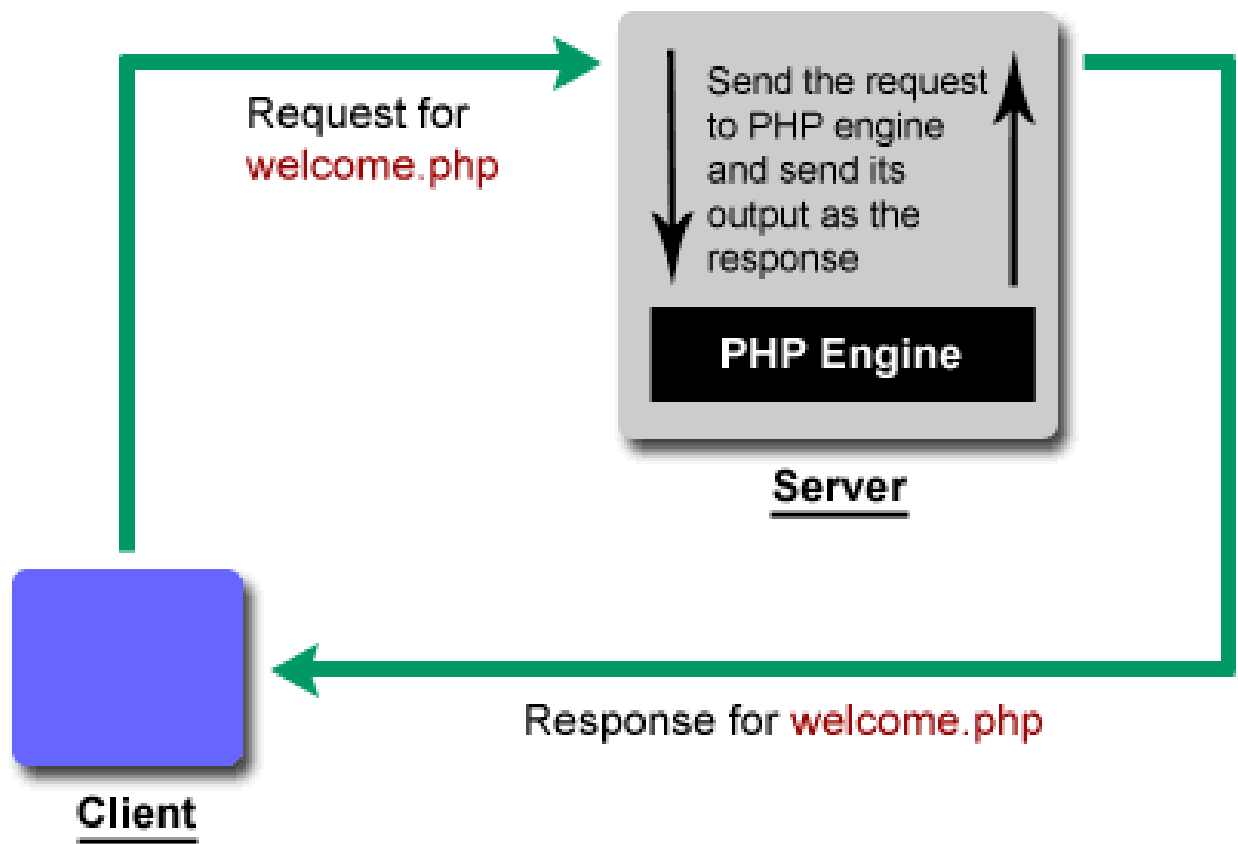 Request for
welcome.php
Send the request
to PHP engine
and send its
output as the
response
PHP Engine
Server
Response for welcome.php
Client